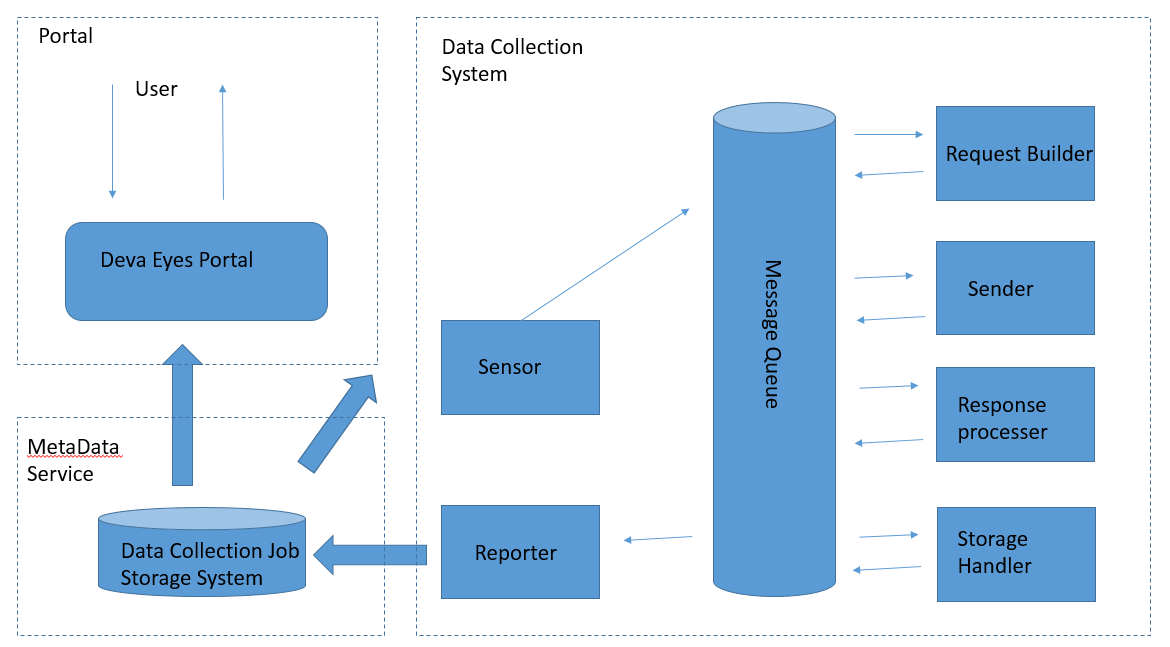 Portal
User
Deva Eyes Portal
MetaData
Service
Data Collection Job
Storage System
Data Collection
System
Sensor
Reporter
Message Queue
Request Builder
Sender
Response
processer
Storage
Handler